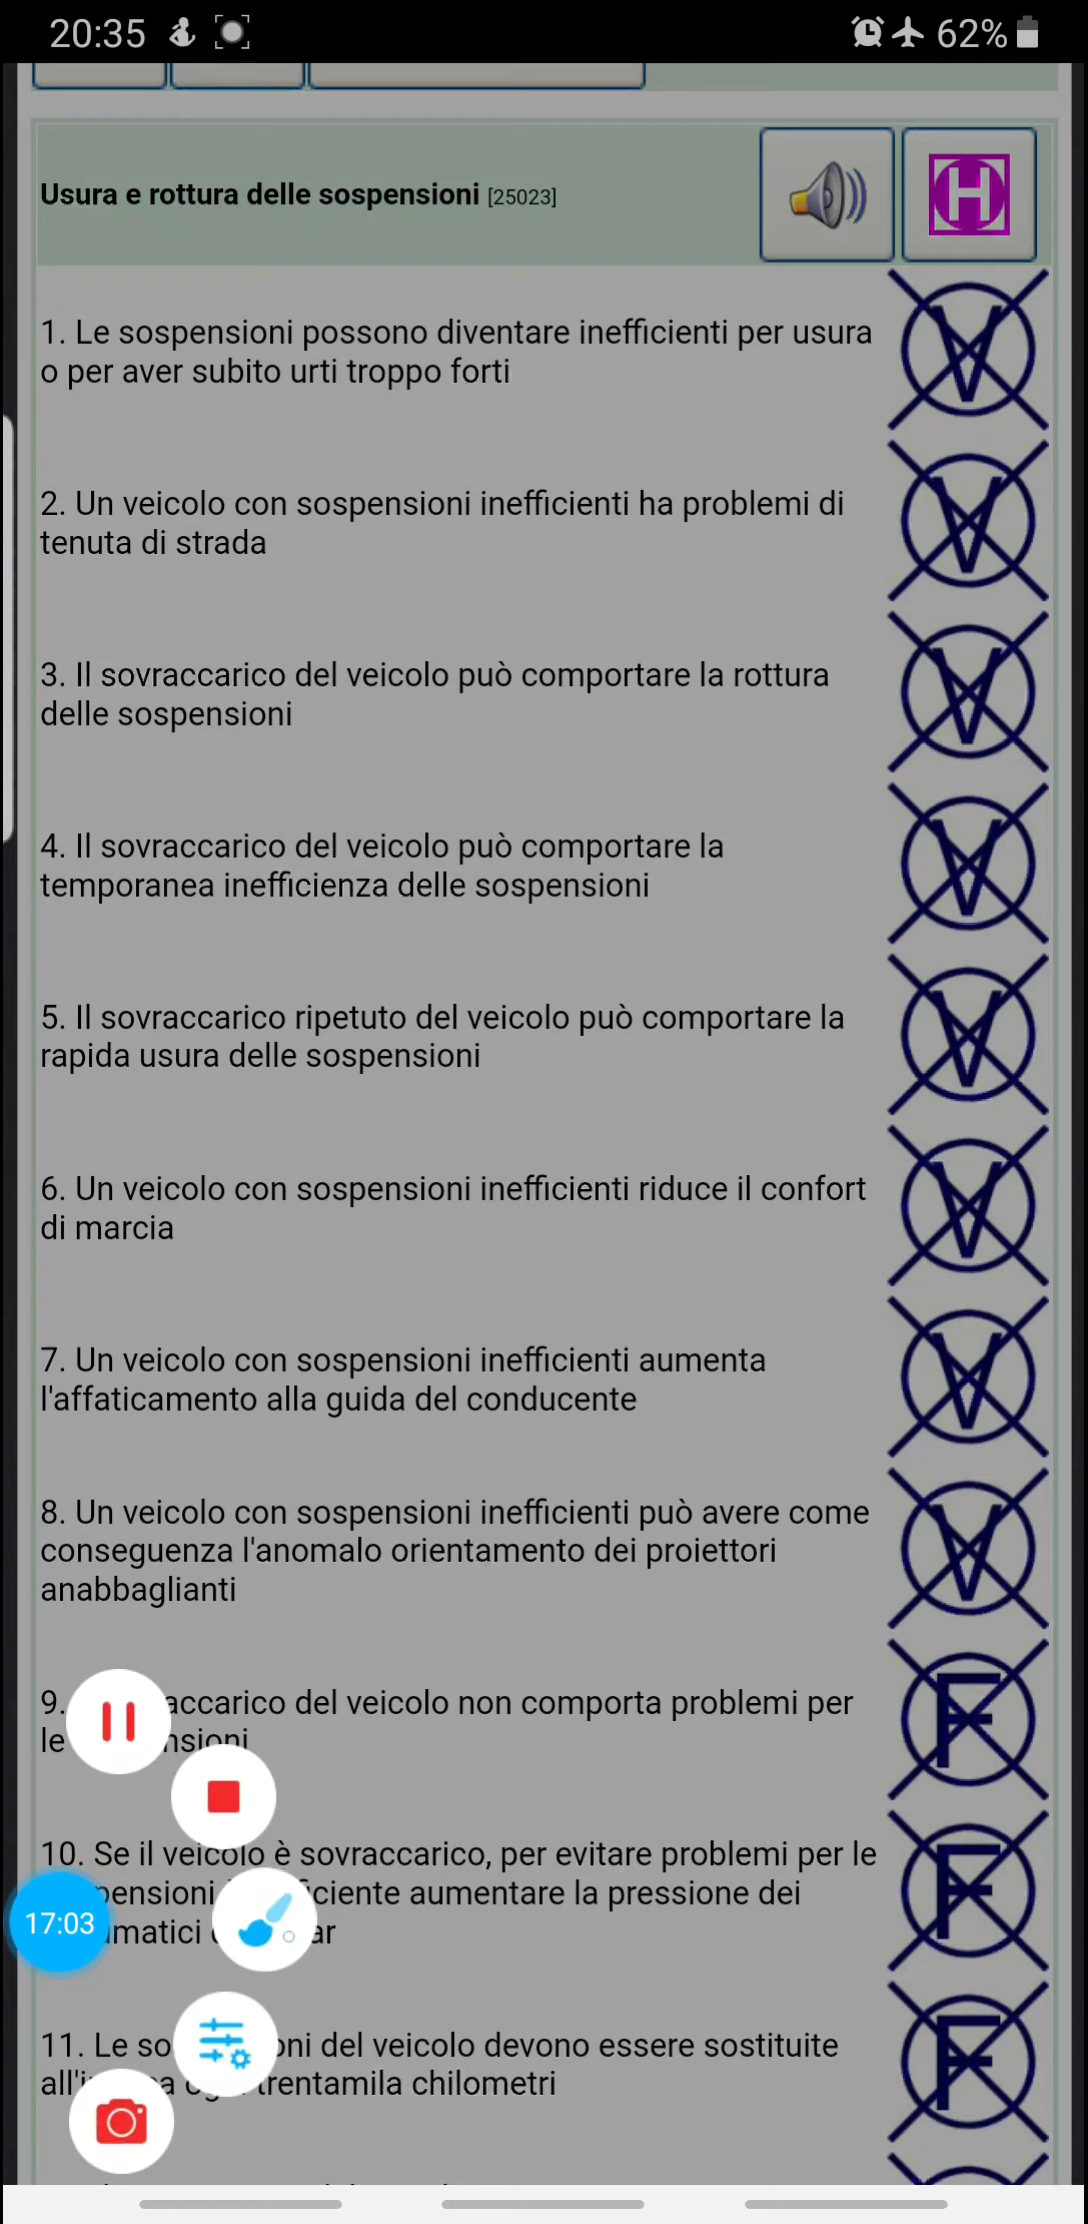 20:35
62%
Usura e rottura delle sospensioni [25023]
H
1. Le sospensioni possono diventare inefficienti per usura
o per aver subito urti troppo forti
V
2. Un veicolo con sospensioni inefficienti ha problemi di
tenuta di strada
V
3. Il sovraccarico del veicolo può comportare la rottura
delle sospensioni
V
4. Il sovraccarico del veicolo può comportare la
temporanea inefficienza delle sospensioni
V
5. Il sovraccarico ripetuto del veicolo può comportare la
rapida usura delle sospensioni
V
6. Un veicolo con sospensioni inefficienti riduce il confort
di marcia
V
7. Un veicolo con sospensioni inefficienti aumenta
l'affaticamento alla guida del conducente
V
8. Un veicolo con sospensioni inefficienti può avere come
conseguenza l'anomalo orientamento dei proiettori
anabbaglianti
V
9. del veicolo non comporta problemi per
le
F
10. Se il veicolo è sovraccarico, per evitare problemi per le
aumentare la pressione dei
F
17:03
11. Le del veicolo devono essere sostituite
trentamila chilometri
F